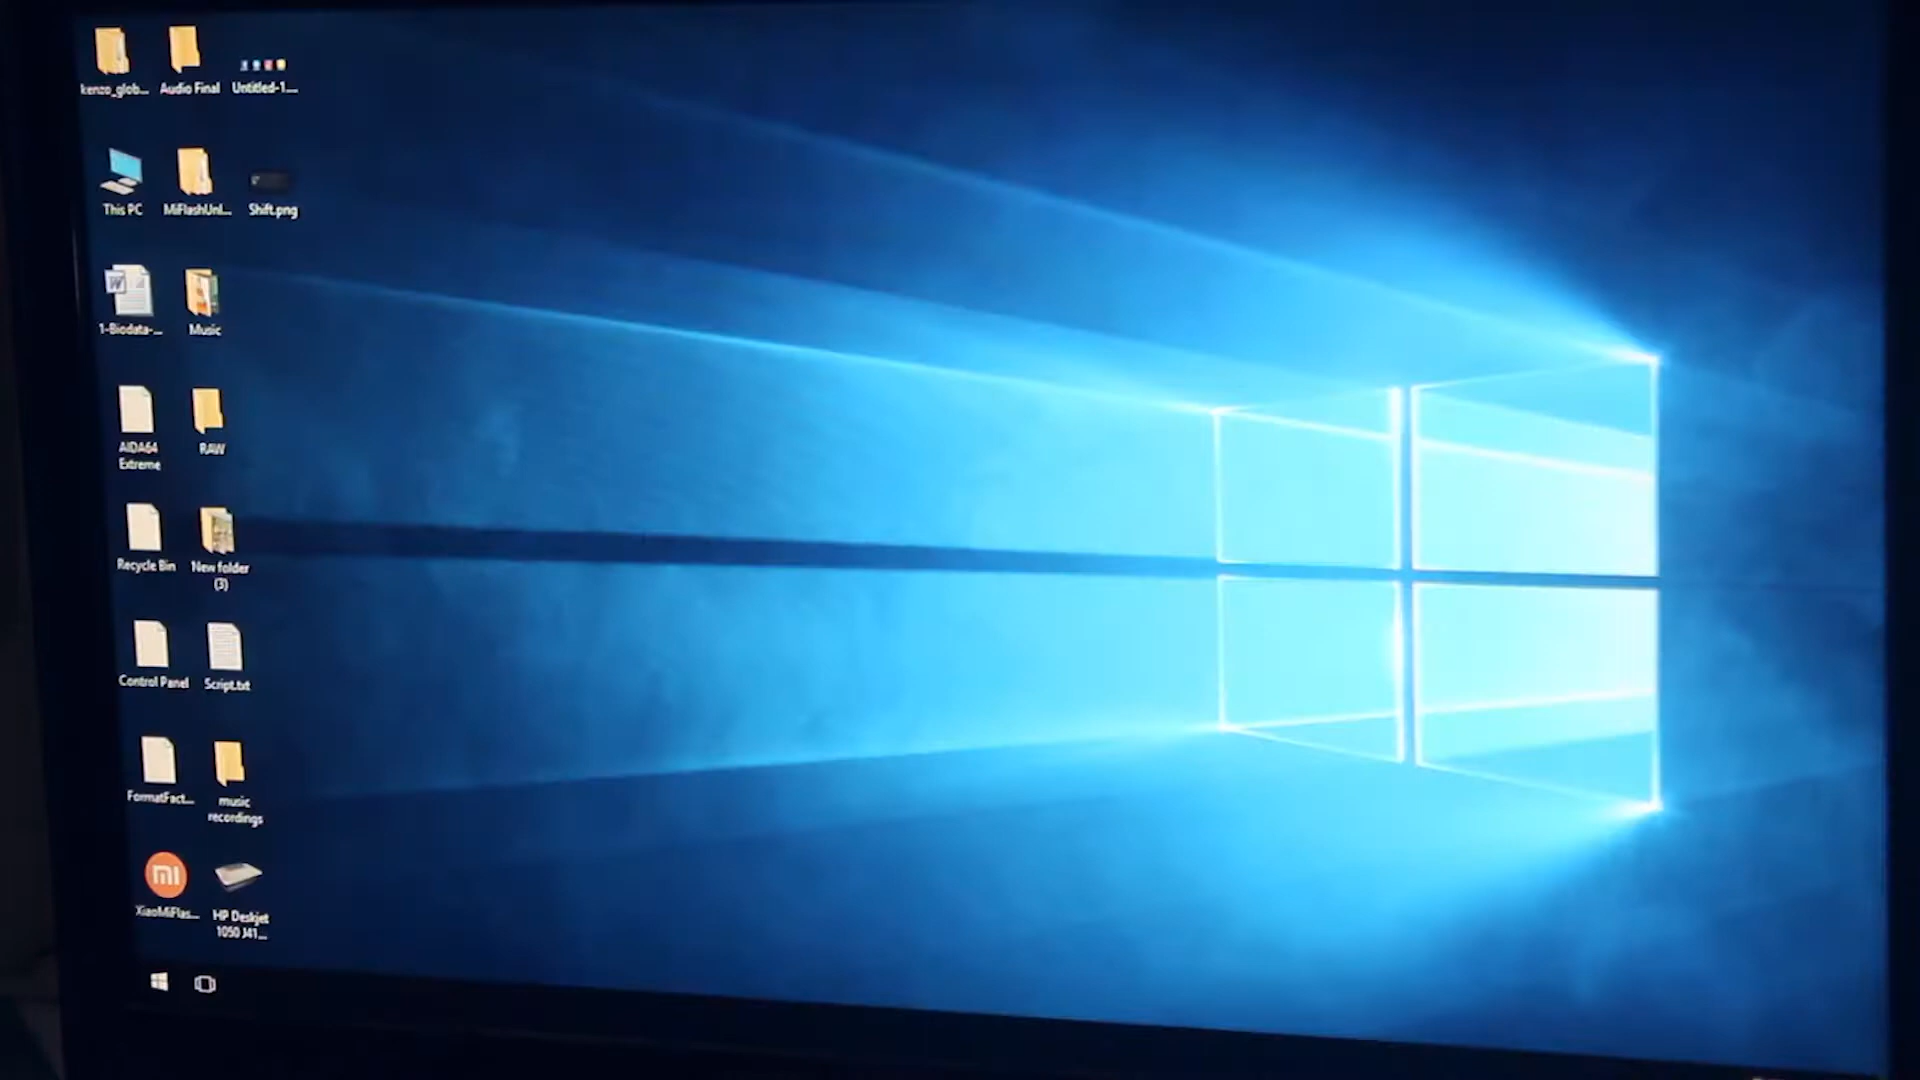 kenzo_glob...
Audio Final
Untitled-1....
This PC
MiFlashUnl...
Shift.png
W
1-Biodata-...
Music
AIDA64
Extreme
RAW
Recycle Bin
New folder
(3)
Control Panel
Script.txt
FormatFact...
music
recordings
mi
XiaoMiFlas...
HP Deskjet
1050 J41...